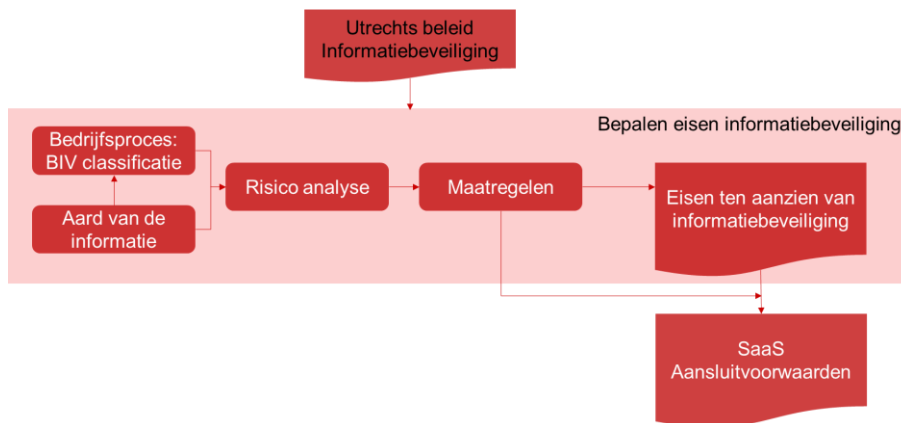 Utrechts beleid
Informatiebeveiliging
Bepalen eisen informatiebeveiliging
Bedrijfsproces:
BIV classificatie
Aard van de
informatie
Risico analyse
Maatregelen
Eisen ten aanzien van
informatiebeveiliging
SaaS
Aansluitvoorwaarden